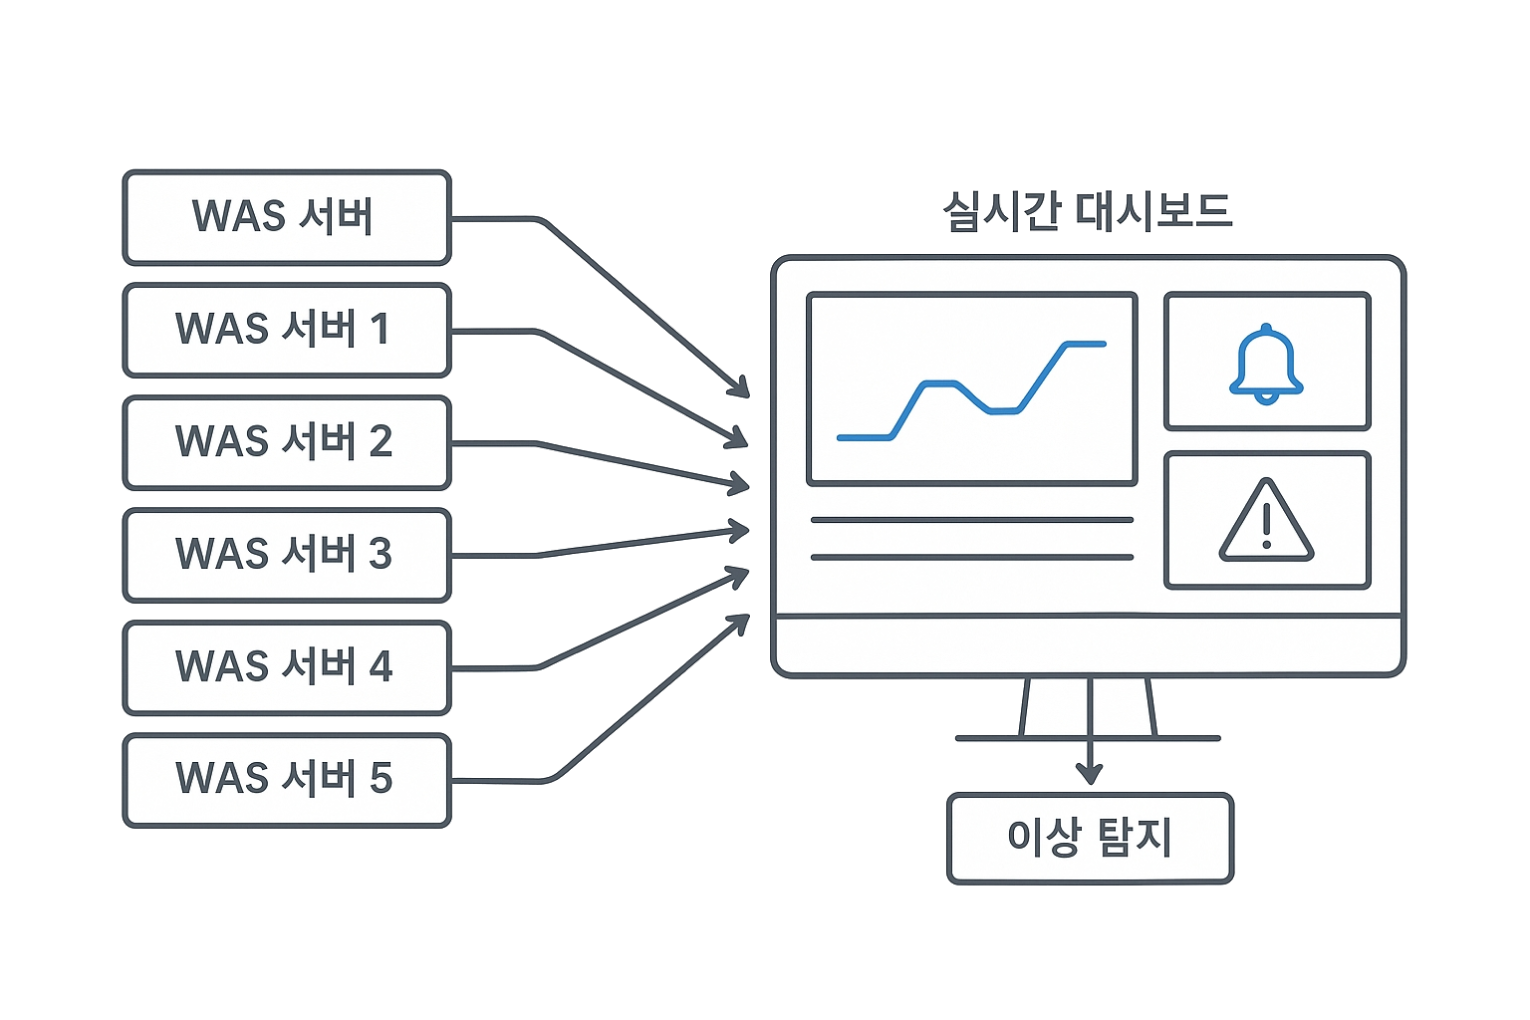 WAS 서버
WAS 서버 1
WAS 서버 2
WAS 서버 3
WAS 서버 4
WAS 서버 5
실시간 대시보드
이상 탐지